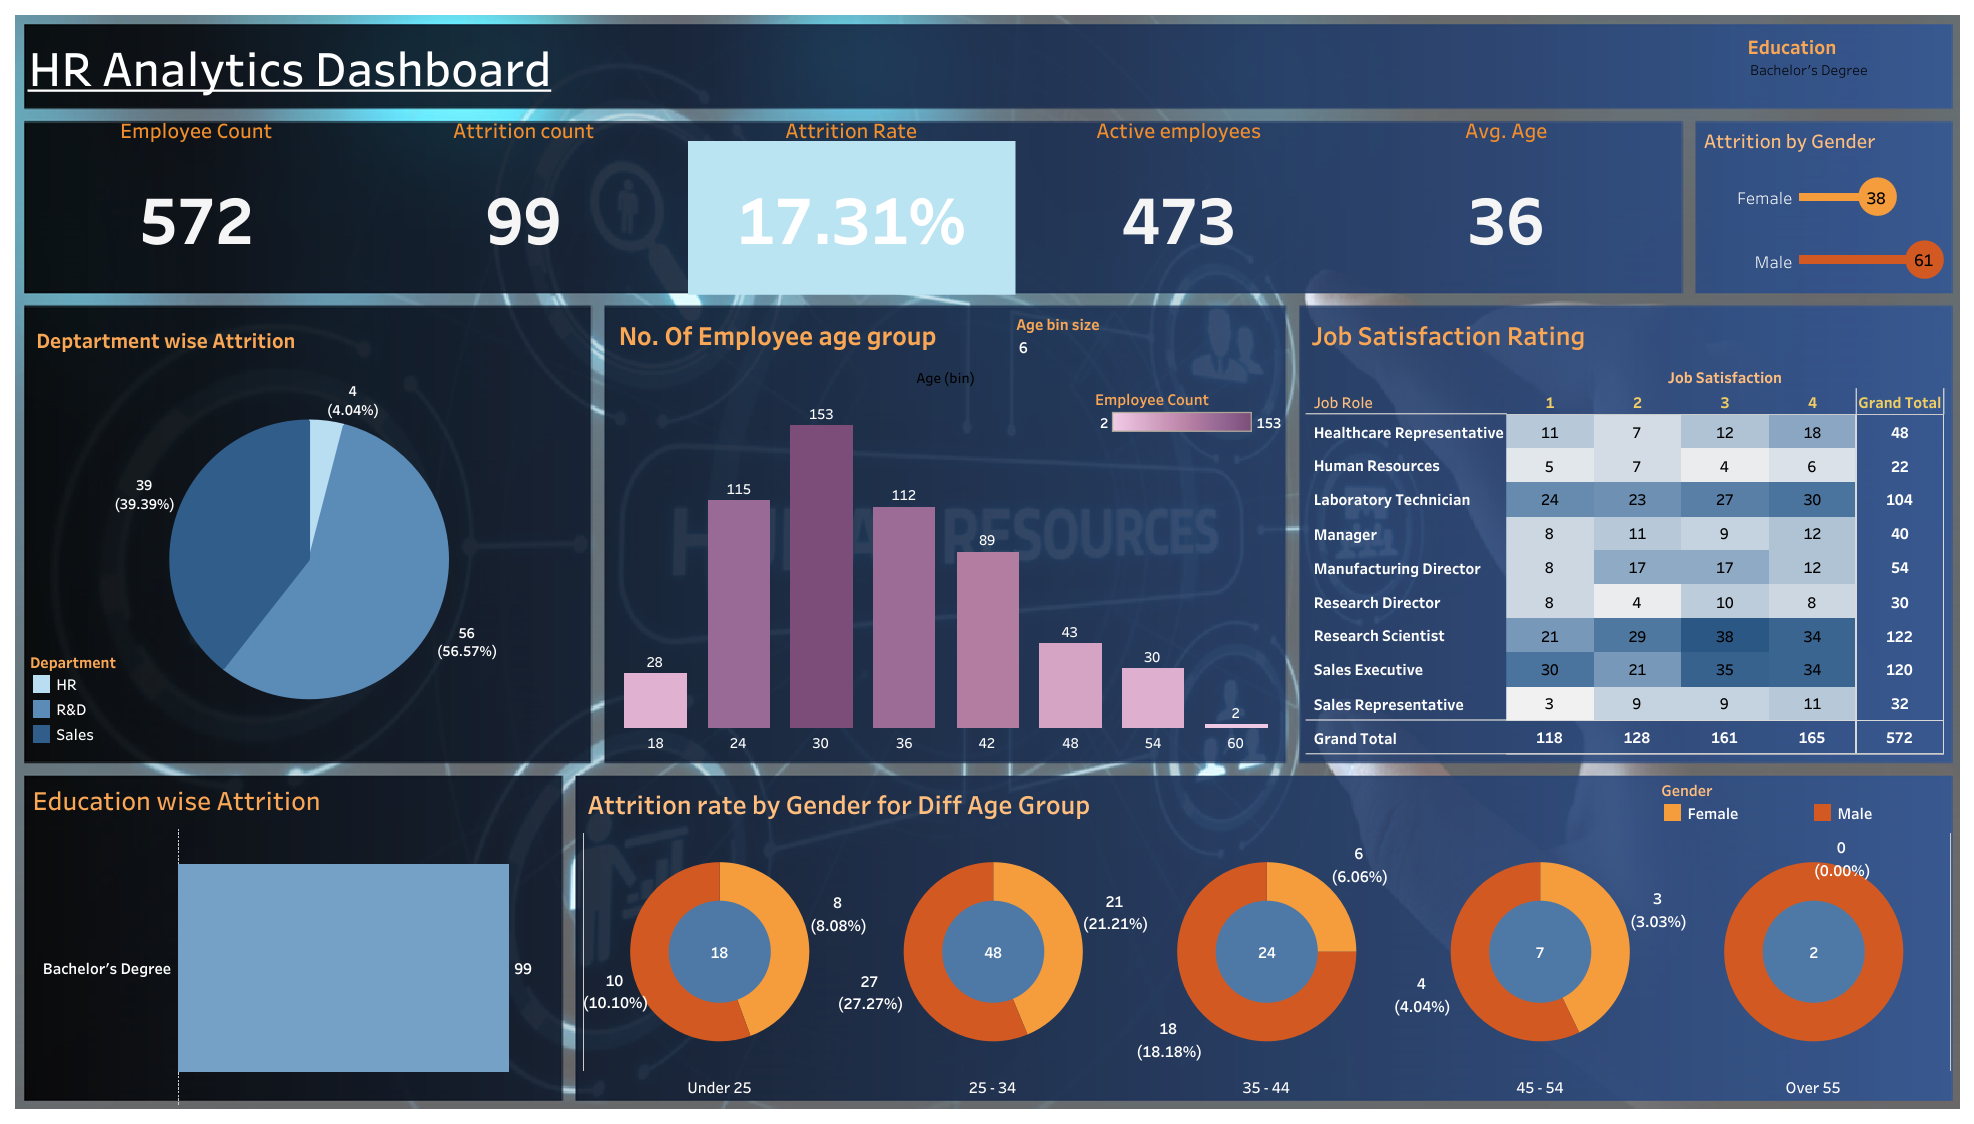 HR Analytics Dashboard
Education
Bachelor's Degree
Employee Count
Attrition count
Attrition Rate
Active employees
Avg. Age
572
99
17.31%
473
36
Attrition by Gender
Female 38
Male 61
Deptartment wise Attrition
4
(4.04%)
39
(39.39%)
56
(56.57%)
Department
HR
R&D
Sales
No. Of Employee age group
Age bin size
6
Age (bin)
Employee Count
2 153
28
115
153
112
89
43
30
2
18 24 30 36 42 48 54 60
HUMAN RESOURCES
Job Satisfaction Rating
Job Satisfaction
Job Role 1 2 3 4 Grand Total
Healthcare Representative 11 7 12 18 48
Human Resources 5 7 4 6 22
Laboratory Technician 24 23 27 30 104
Manager 8 11 9 12 40
Manufacturing Director 8 17 17 12 54
Research Director 8 4 10 8 30
Research Scientist 21 29 38 34 122
Sales Executive 30 21 35 34 120
Sales Representative 3 9 9 11 32
Grand Total 118 128 161 165 572
Education wise Attrition
Bachelor's Degree 99
Attrition rate by Gender for Diff Age Group
Gender
Female Male
8
(8.08%)
18
10
(10.10%)
21
(21.21%)
48
27
(27.27%)
6
(6.06%)
24
18
(18.18%)
3
(3.03%)
7
4
(4.04%)
0
(0.00%)
2
Under 25 25 - 34 35 - 44 45 - 54 Over 55